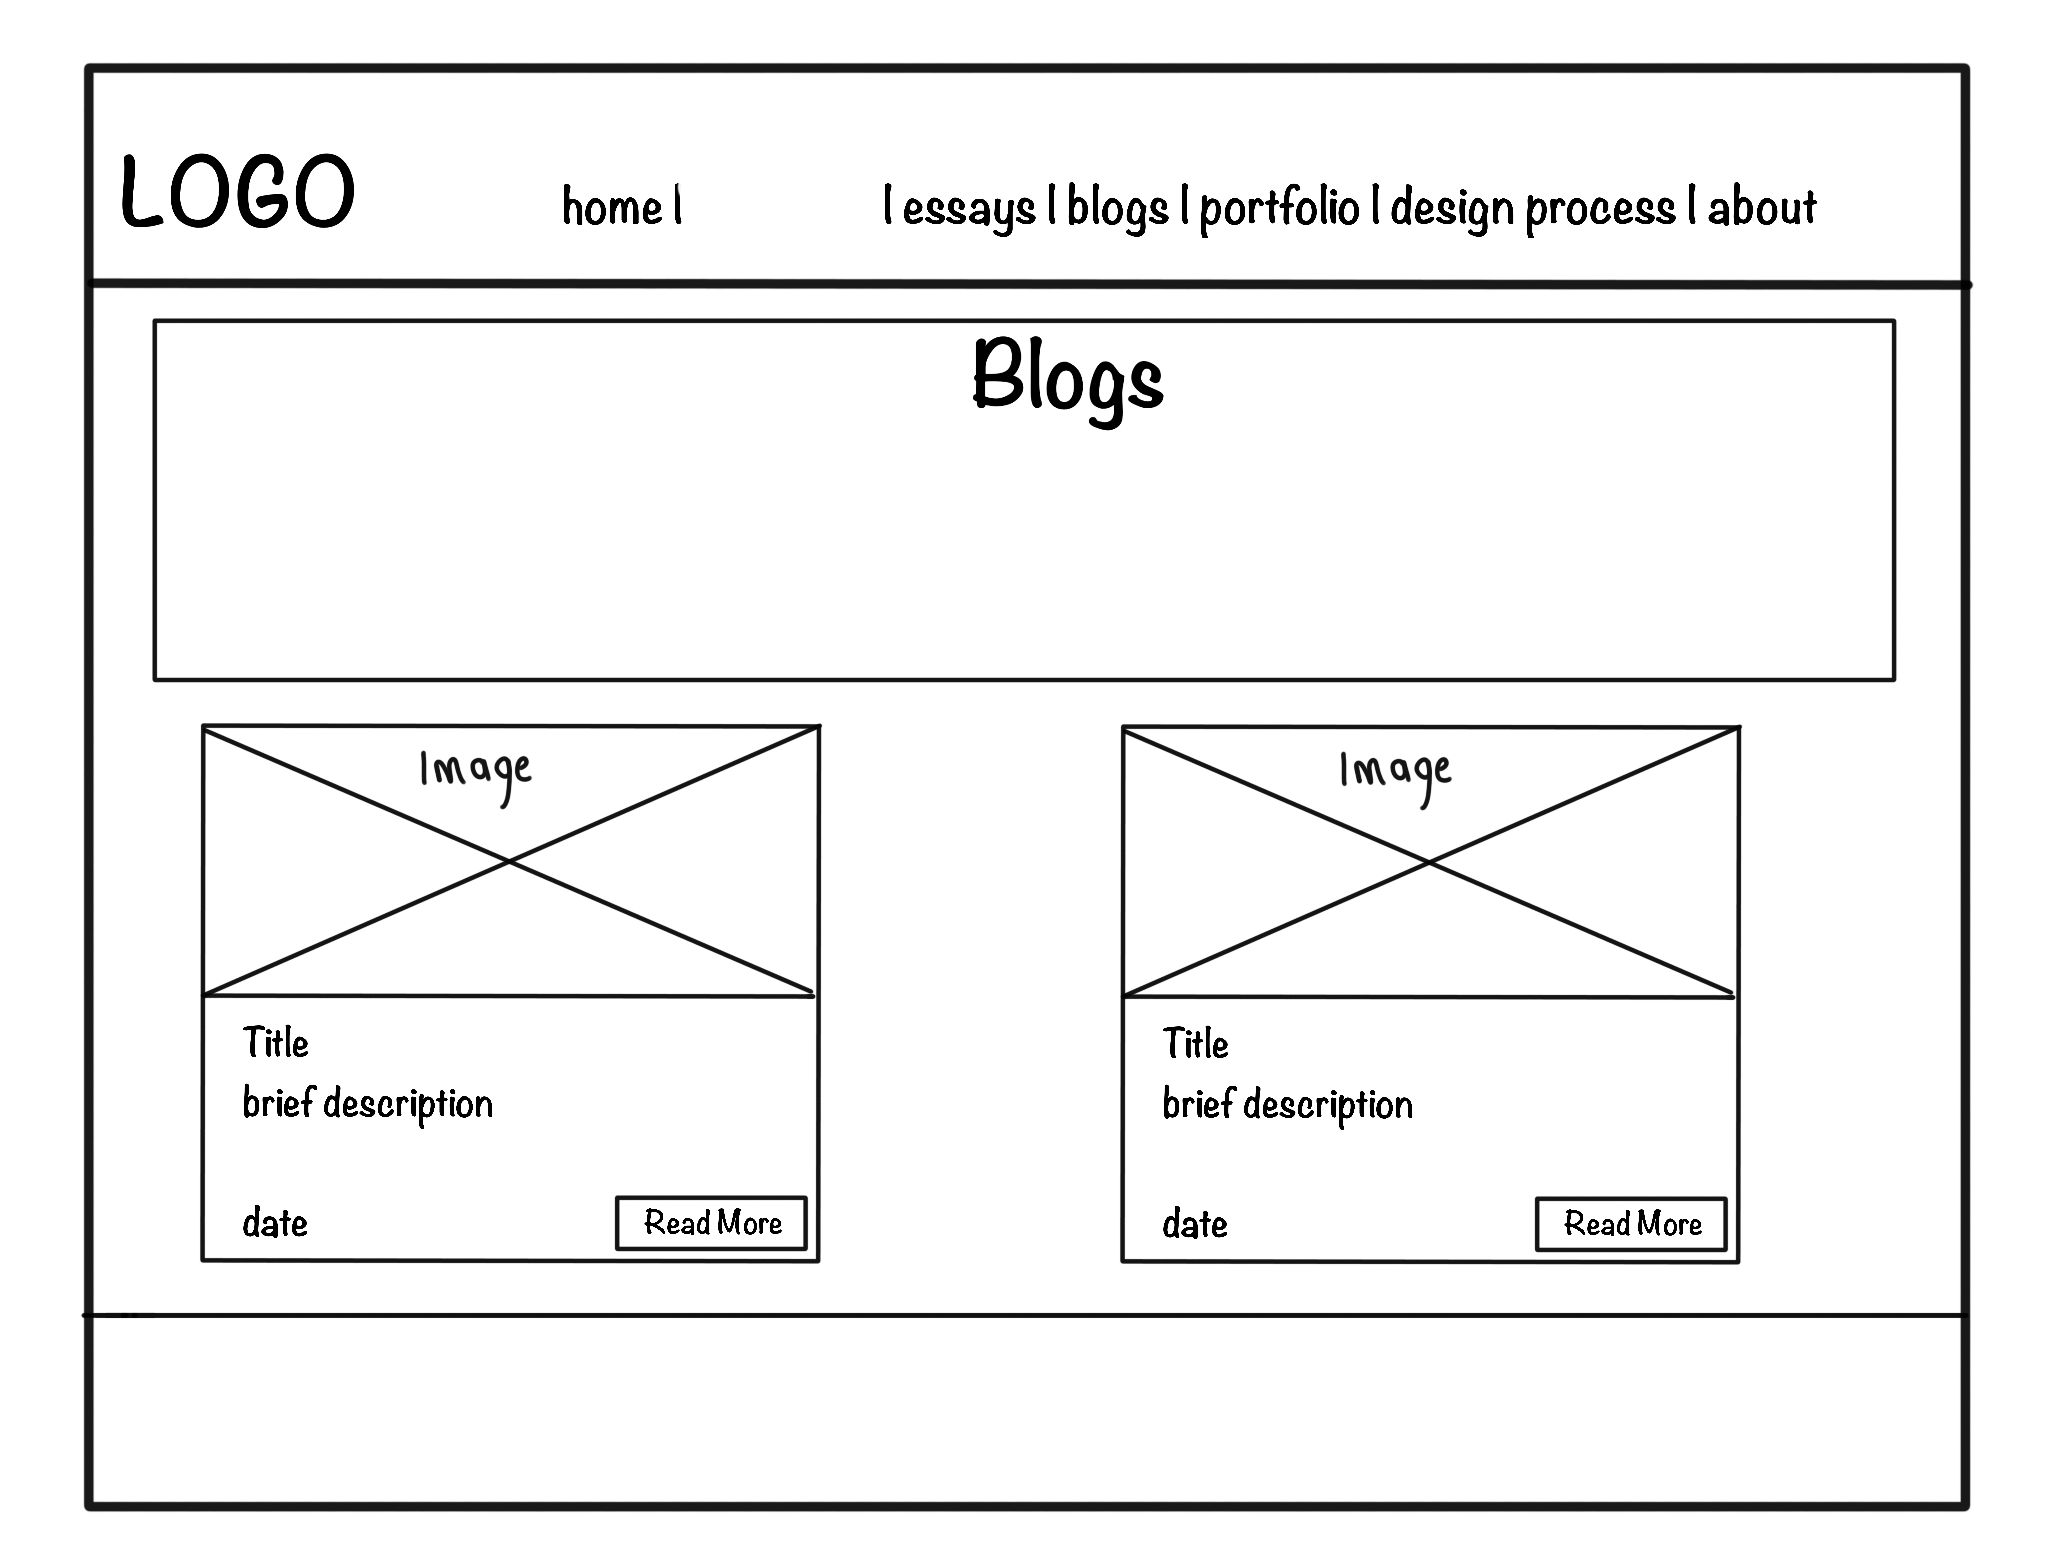 LOGO home | | essays | blogs | portfolio | design process | about
Blogs
Image
Title
brief description
date Read More
Image
Title
brief description
date Read More